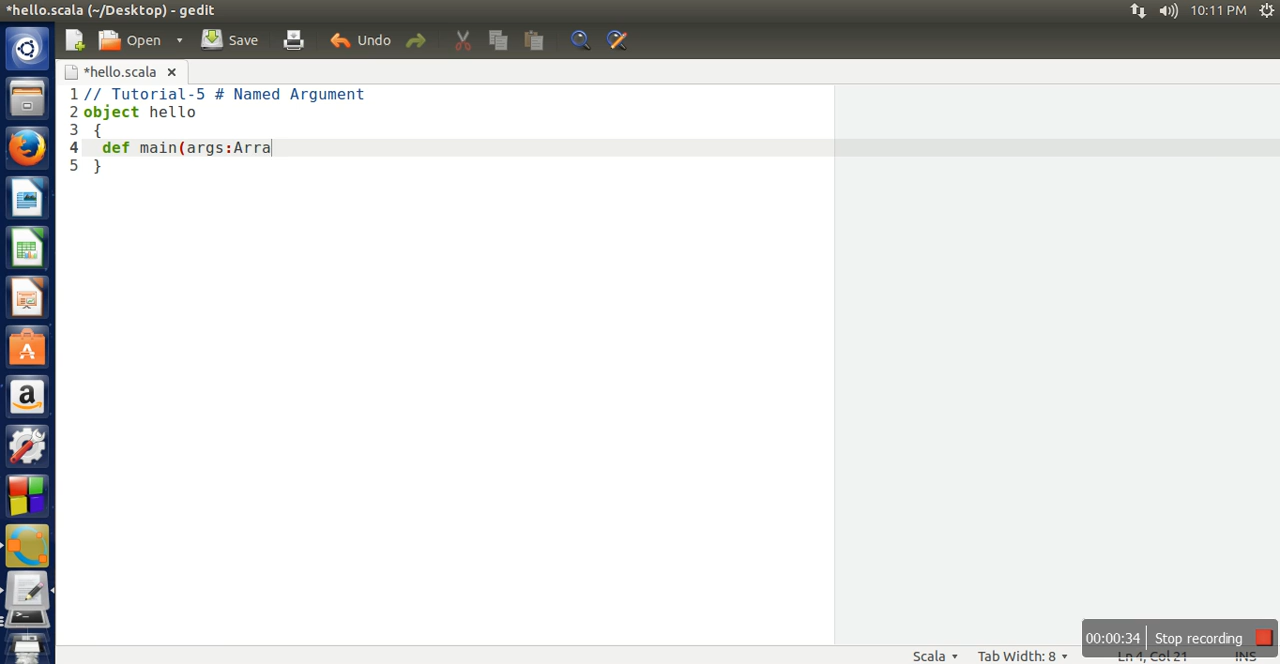 *hello.scala (~/Desktop) - gedit
10:11 PM
Open
Save
Undo
*hello.scala
1 // Tutorial-5 # Named Argument
2 object hello
3 {
4 def main(args:Arra
5 }
00:00:34 Stop recording
Scala
Tab Width: 8
Ln 4, Col 21
INS